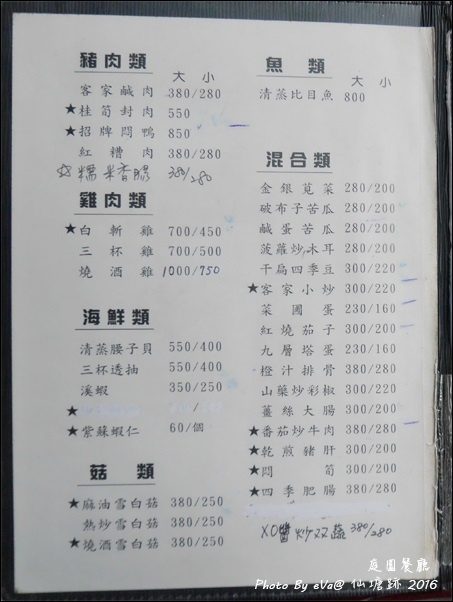 豬肉類 大 小
客家鹹肉 380/280
★桂筍封肉 550
★招牌悶鴨 850
紅糟肉 380/280
☆糯米香腸 380/280
雞肉類
★白斬雞 700/450
三杯雞 700/500
燒酒雞 1000/750
海鮮類
清蒸腰子貝 550/400
三杯透抽 550/400
溪蝦 350/250
★ /
★紫蘇蝦仁 60/個
菇類
★麻油雪白菇 380/250
熱炒雪白菇 380/250
★燒酒雪白菇 380/250
魚類 大 小
清蒸比目魚 800
混合類
金銀莧菜 280/200
破布子苦瓜 280/200
鹹蛋苦瓜 280/200
菠蘿炒木耳 280/200
干扁四季豆 300/220
★客家小炒 300/220
菜圃蛋 230/160
紅燒茄子 300/200
九層塔蛋 230/160
橙汁排骨 380/280
山藥炒彩椒 300/220
薑絲大腸 300/200
★番茄炒牛肉 380/280
★乾煎豬肝 300/200
★悶筍 300/200
★四季肥腸 380/280
XO醬炒双蔬 380/280
庭園餐廳
Photo By eVa@ 仙塘跡 2016